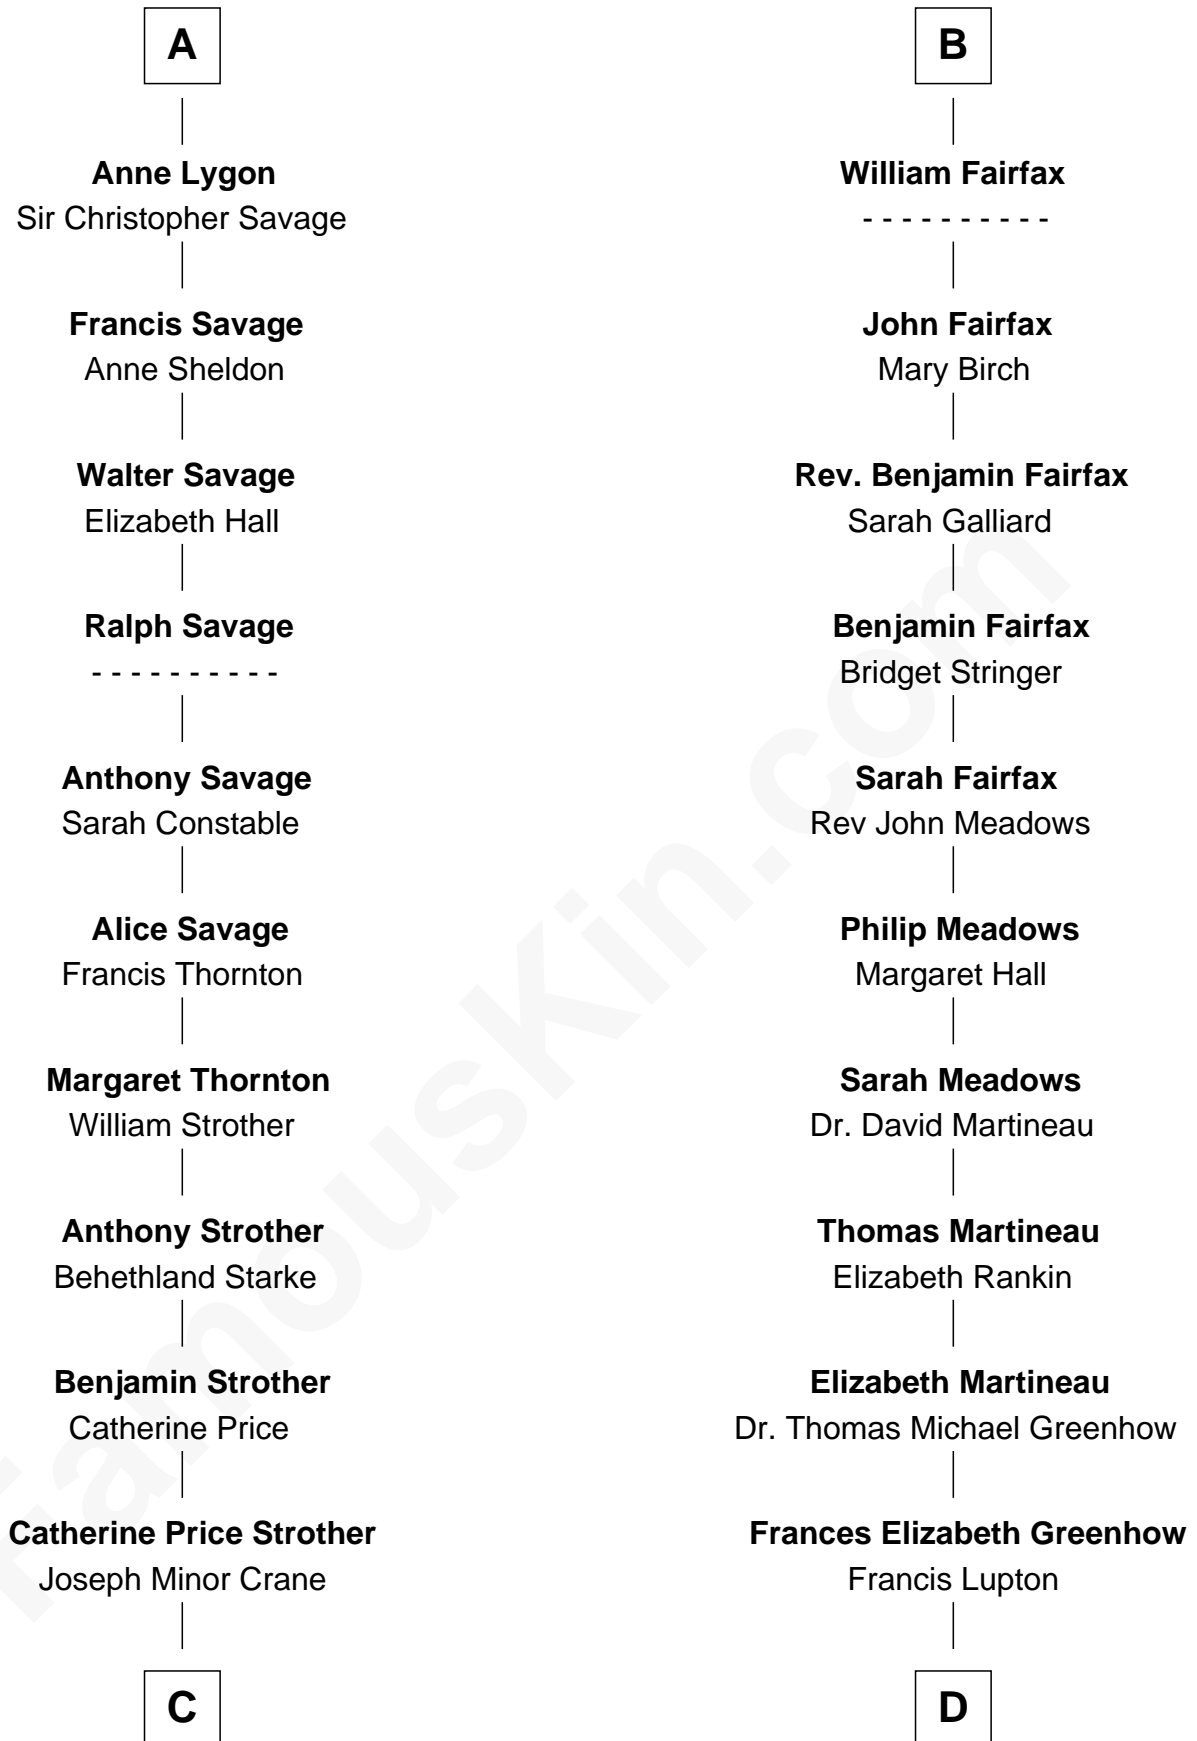 A
Anne Lygon
Sir Christopher Savage
Francis Savage
Anne Sheldon
Walter Savage
Elizabeth Hall
Ralph Savage
- - - - - - - - - -
Anthony Savage
Sarah Constable
Alice Savage
Francis Thornton
Margaret Thornton
William Strother
Anthony Strother
Behethland Starke
Benjamin Strother
Catherine Price
Catherine Price Strother
Joseph Minor Crane
C
B
William Fairfax
- - - - - - - - - -
John Fairfax
Mary Birch
Rev. Benjamin Fairfax
Sarah Galliard
Benjamin Fairfax
Bridget Stringer
Sarah Fairfax
Rev John Meadows
Philip Meadows
Margaret Hall
Sarah Meadows
Dr. David Martineau
Thomas Martineau
Elizabeth Rankin
Elizabeth Martineau
Dr. Thomas Michael Greenhow
Frances Elizabeth Greenhow
Francis Lupton
D
FamousKin.com